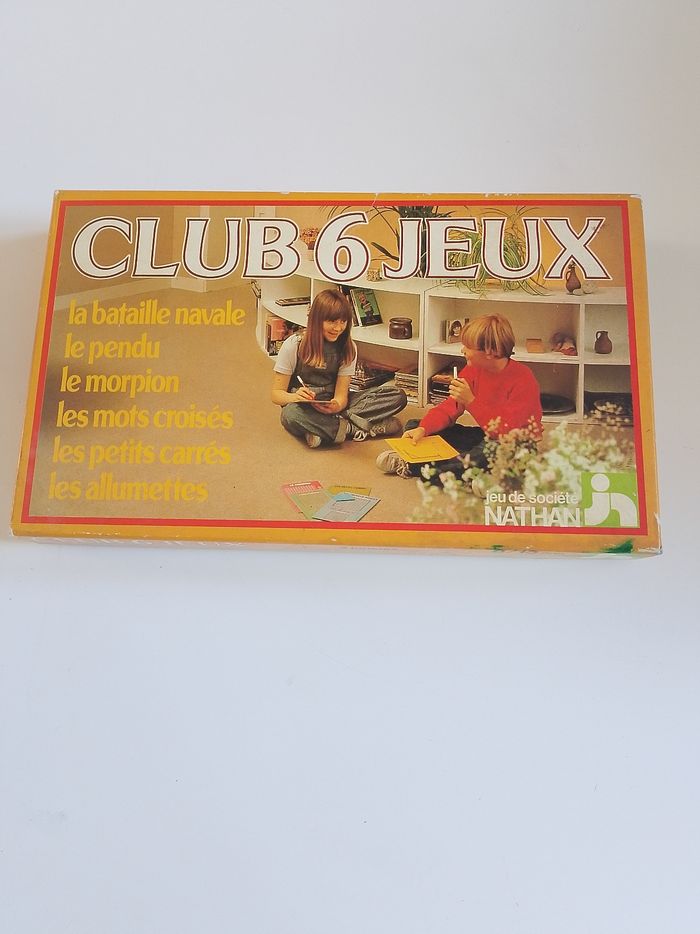 CLUB 6 JEUX
la bataille navale
le pendu
le morpion
les mots croisés
les petits carrés
les allumettes
jeu de société
NATHAN